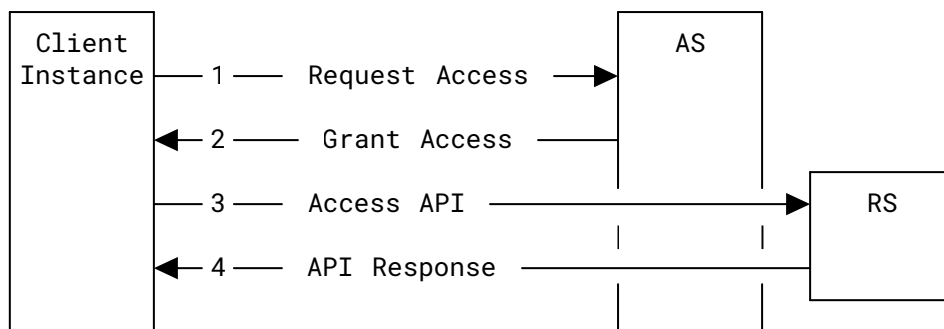 Client
Instance
AS
1 Request Access
2 Grant Access
3 Access API
RS
4 API Response